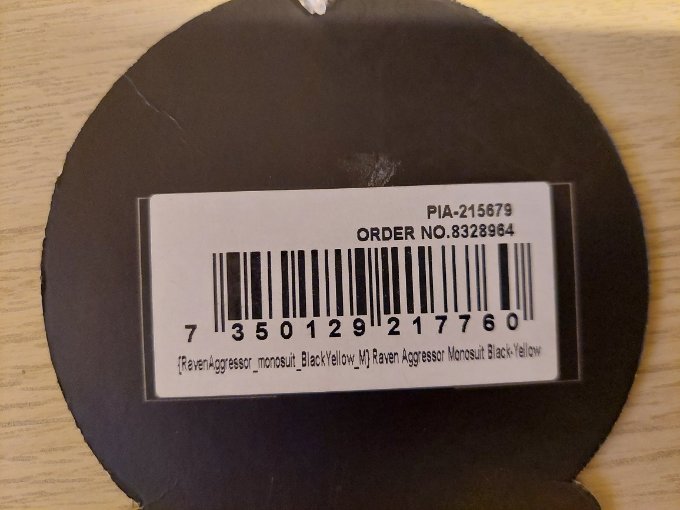 PIA-215679
ORDER NO.8328964
7 350129 217760
{RavenAggressor_monosuit_BlackYellow_M} Raven Aggressor Monosuit Black-Yellow